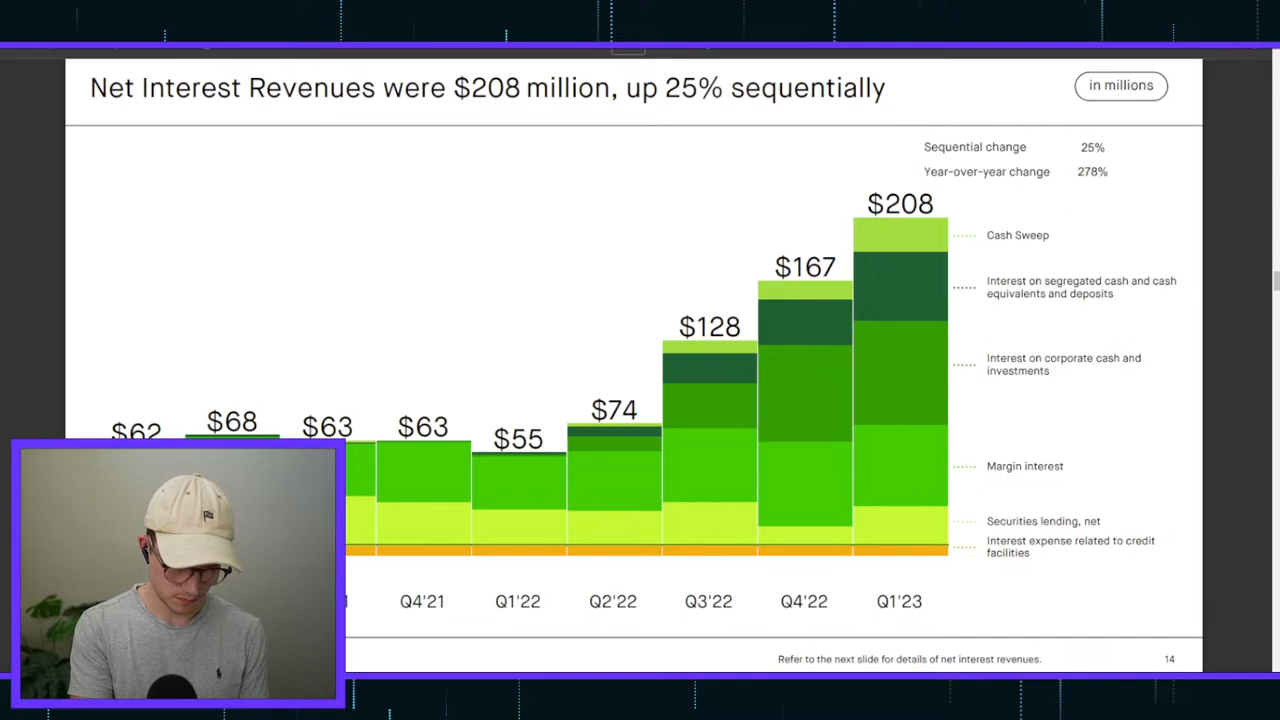 Net Interest Revenues were $208 million, up 25% sequentially
in millions
Sequential change 25%
Year-over-year change 278%
$62
$68
$63
$63
$55
$74
$128
$167
$208
Cash Sweep
Interest on segregated cash and cash
equivalents and deposits
Interest on corporate cash and
investments
Margin interest
Securities lending, net
Interest expense related to credit
facilities
Q4'21
Q1'22
Q2'22
Q3'22
Q4'22
Q1'23
Refer to the next slide for details of net interest revenues.
14